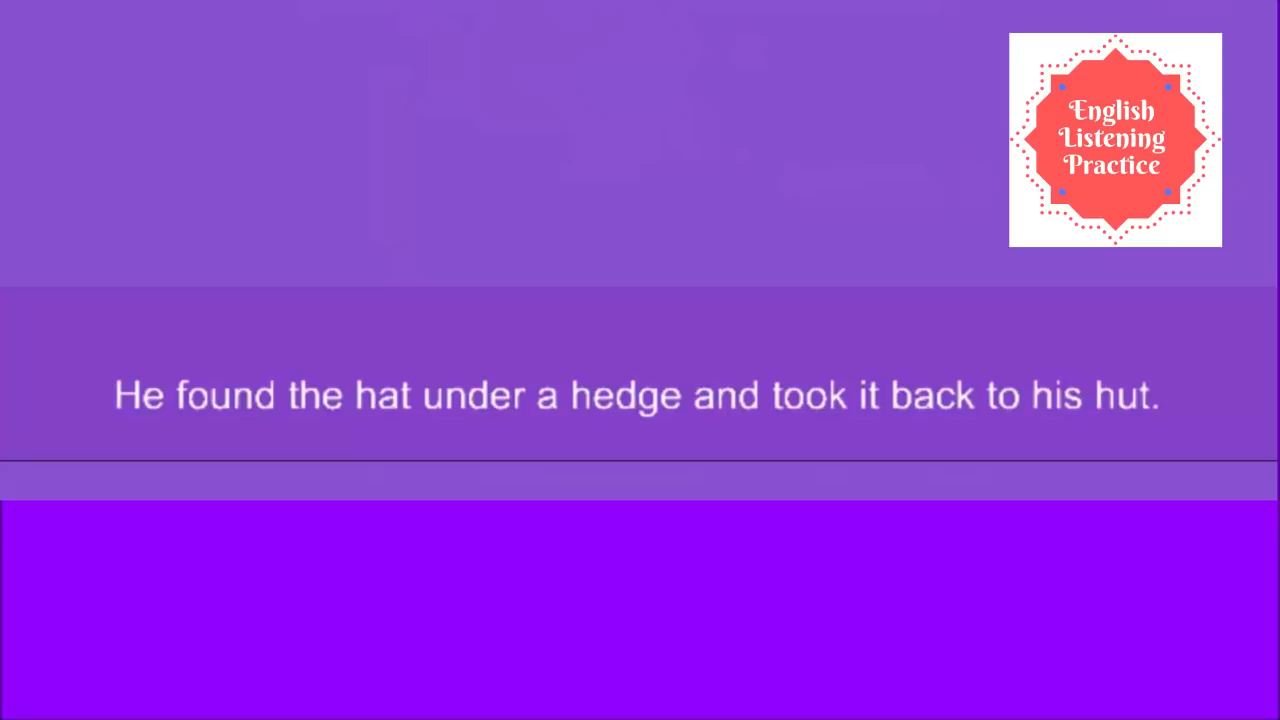 English
Listening
Practice
He found the hat under a hedge and took it back to his hut.